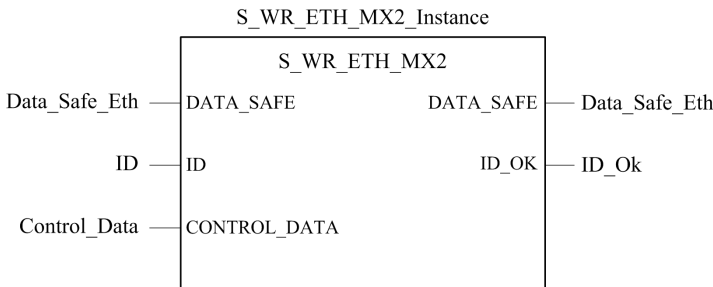 S_WR_ETH_MX2_Instance
S_WR_ETH_MX2
Data_Safe_Eth DATA_SAFE DATA_SAFE Data_Safe_Eth
ID ID ID_OK ID_Ok
Control_Data CONTROL_DATA